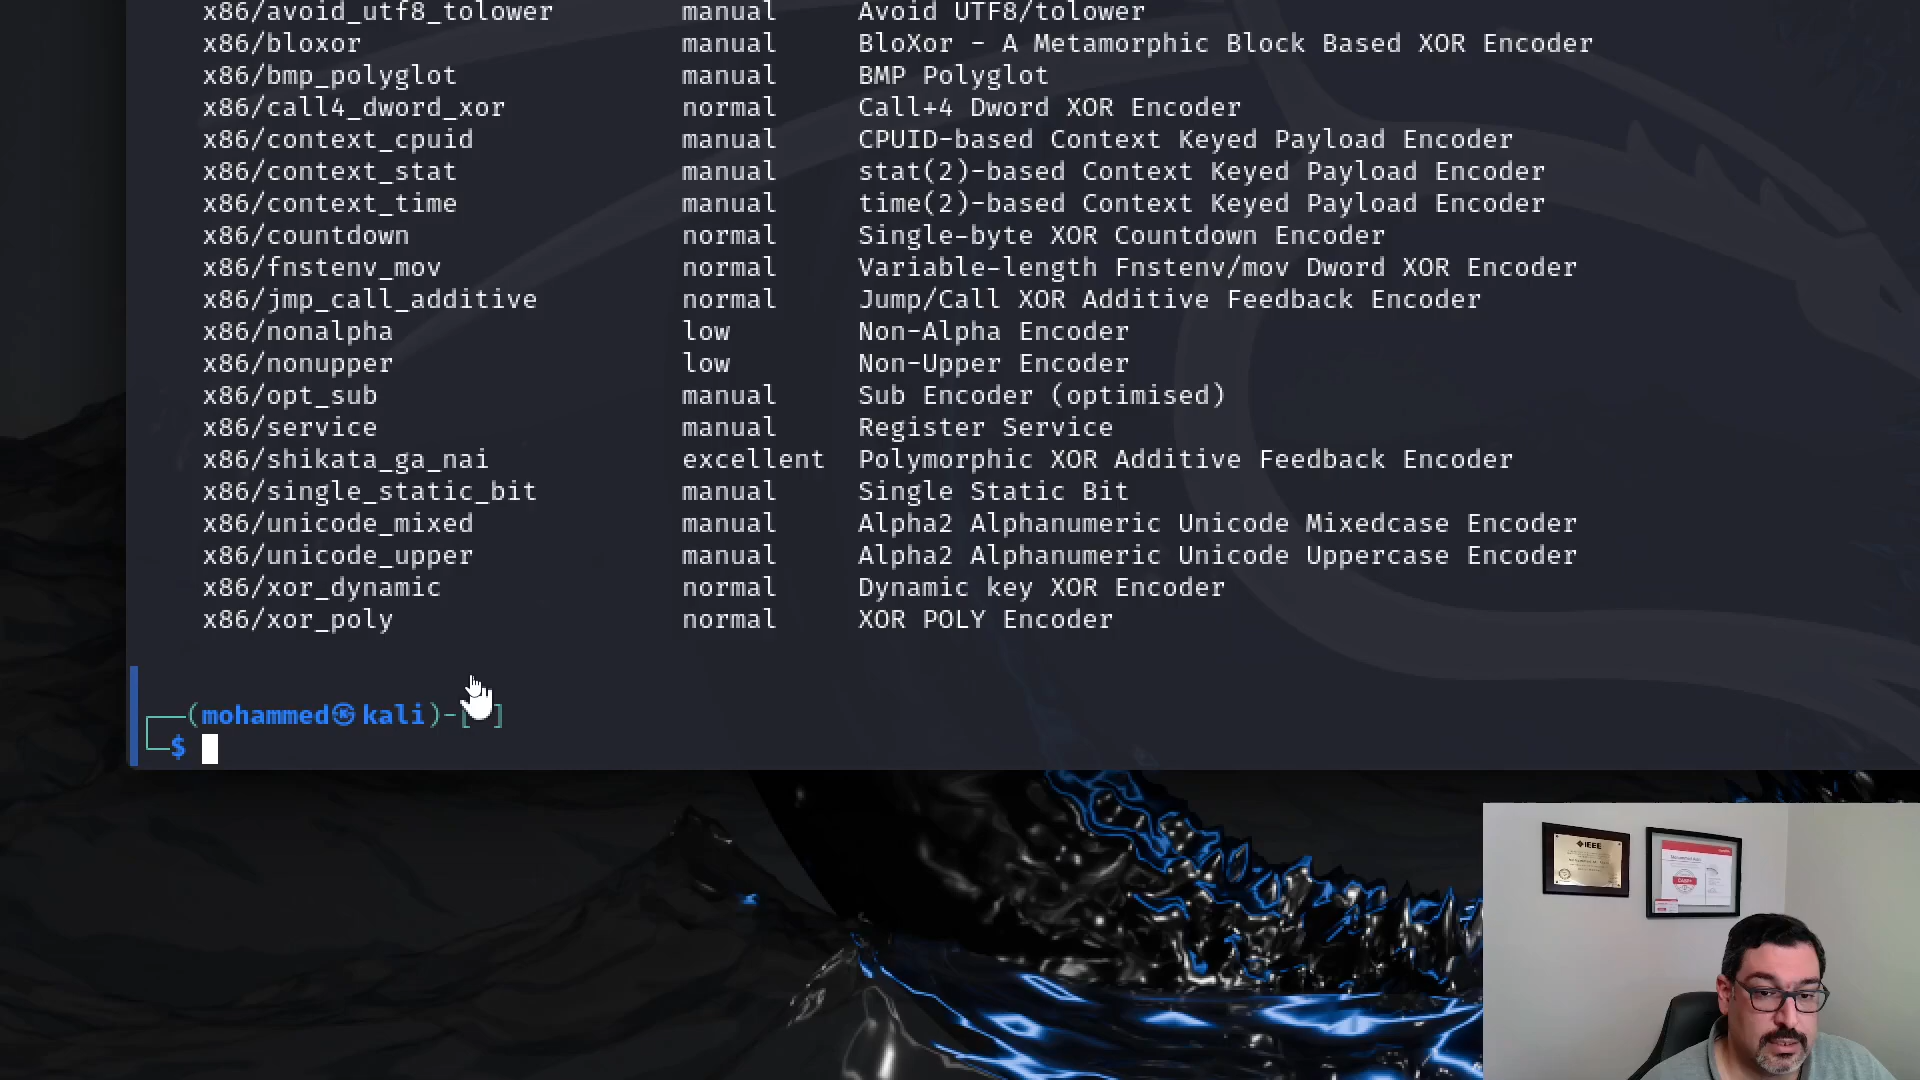 x86/avoid_utf8_tolower manual Avoid UTF8/tolower
x86/bloxor manual BloXor - A Metamorphic Block Based XOR Encoder
x86/bmp_polyglot manual BMP Polyglot
x86/call4_dword_xor normal Call+4 Dword XOR Encoder
x86/context_cpuid manual CPUID-based Context Keyed Payload Encoder
x86/context_stat manual stat(2)-based Context Keyed Payload Encoder
x86/context_time manual time(2)-based Context Keyed Payload Encoder
x86/countdown normal Single-byte XOR Countdown Encoder
x86/fnstenv_mov normal Variable-length Fnstenv/mov Dword XOR Encoder
x86/jmp_call_additive normal Jump/Call XOR Additive Feedback Encoder
x86/nonalpha low Non-Alpha Encoder
x86/nonupper low Non-Upper Encoder
x86/opt_sub manual Sub Encoder (optimised)
x86/service manual Register Service
x86/shikata_ga_nai excellent Polymorphic XOR Additive Feedback Encoder
x86/single_static_bit manual Single Static Bit
x86/unicode_mixed manual Alpha2 Alphanumeric Unicode Mixedcase Encoder
x86/unicode_upper manual Alpha2 Alphanumeric Unicode Uppercase Encoder
x86/xor_dynamic normal Dynamic key XOR Encoder
x86/xor_poly normal XOR POLY Encoder
┌──(mohammed㉿kali)-[ ]
└─$
IEEE